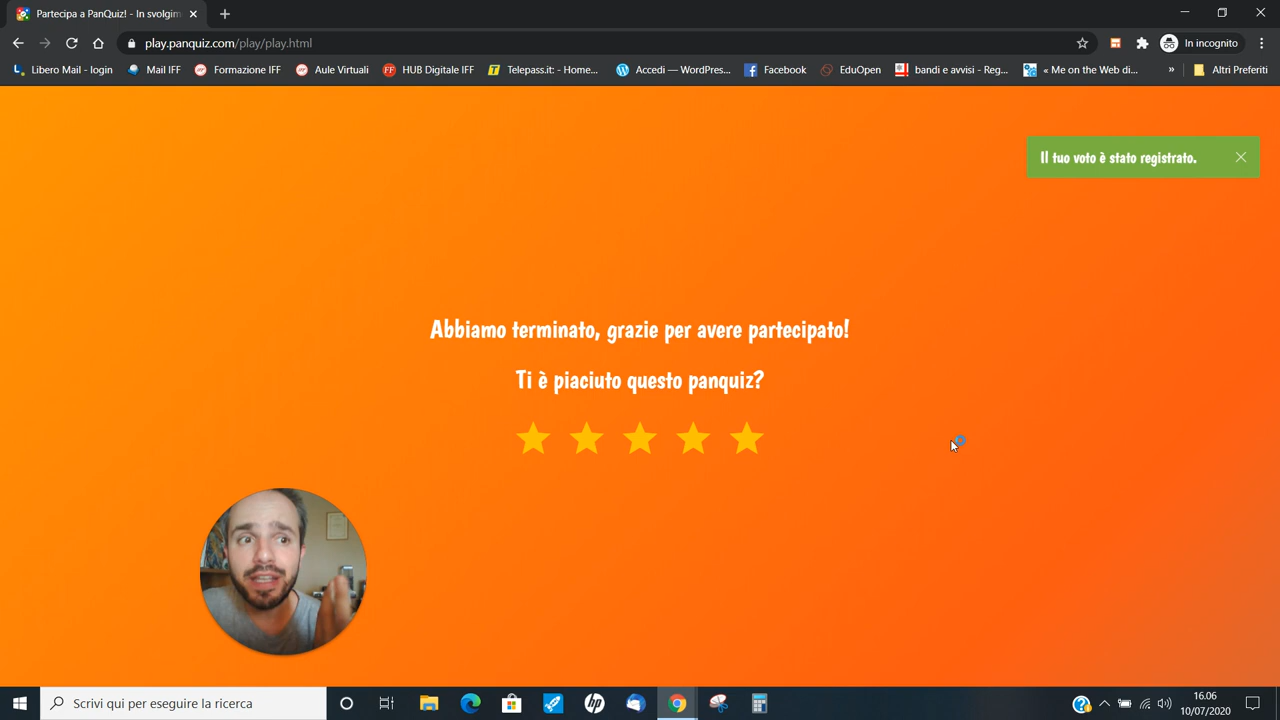 Partecipa a PanQuiz! - In svolgim
play.panquiz.com/play/play.html
In incognito
Libero Mail - login
Mail IFF
Formazione IFF
Aule Virtuali
HUB Digitale IFF
Telepass.it: - Home...
Accedi — WordPres...
Facebook
EduOpen
bandi e avvisi - Reg...
« Me on the Web di...
»
Altri Preferiti
Il tuo voto è stato registrato.
Abbiamo terminato, grazie per avere partecipato!
Ti è piaciuto questo panquiz?
Scrivi qui per eseguire la ricerca
hp
16.06
10/07/2020